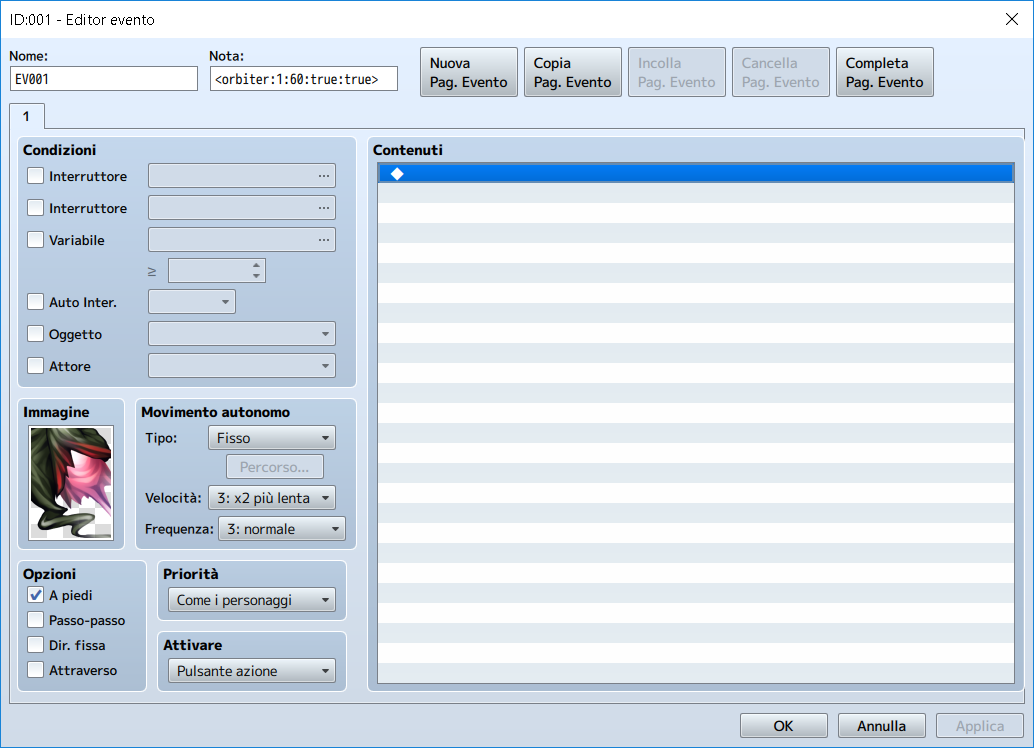 ID:001 - Editor evento
Nome:
Nota:
EV001
<orbiter:1:60:true:true>
Nuova
Pag. Evento
Copia
Pag. Evento
Incolla
Pag. Evento
Cancella
Pag. Evento
Completa
Pag. Evento
1
Condizioni
Interruttore
...
Interruttore
...
Variabile
...
≥
Auto Inter.
Oggetto
Attore
Immagine
Movimento autonomo
Tipo:
Fisso
Percorso...
Velocità:
3: x2 più lenta
Frequenza:
3: normale
Opzioni
A piedi
Passo-passo
Dir. fissa
Attraverso
Priorità
Come i personaggi
Attivare
Pulsante azione
Contenuti
OK
Annulla
Applica